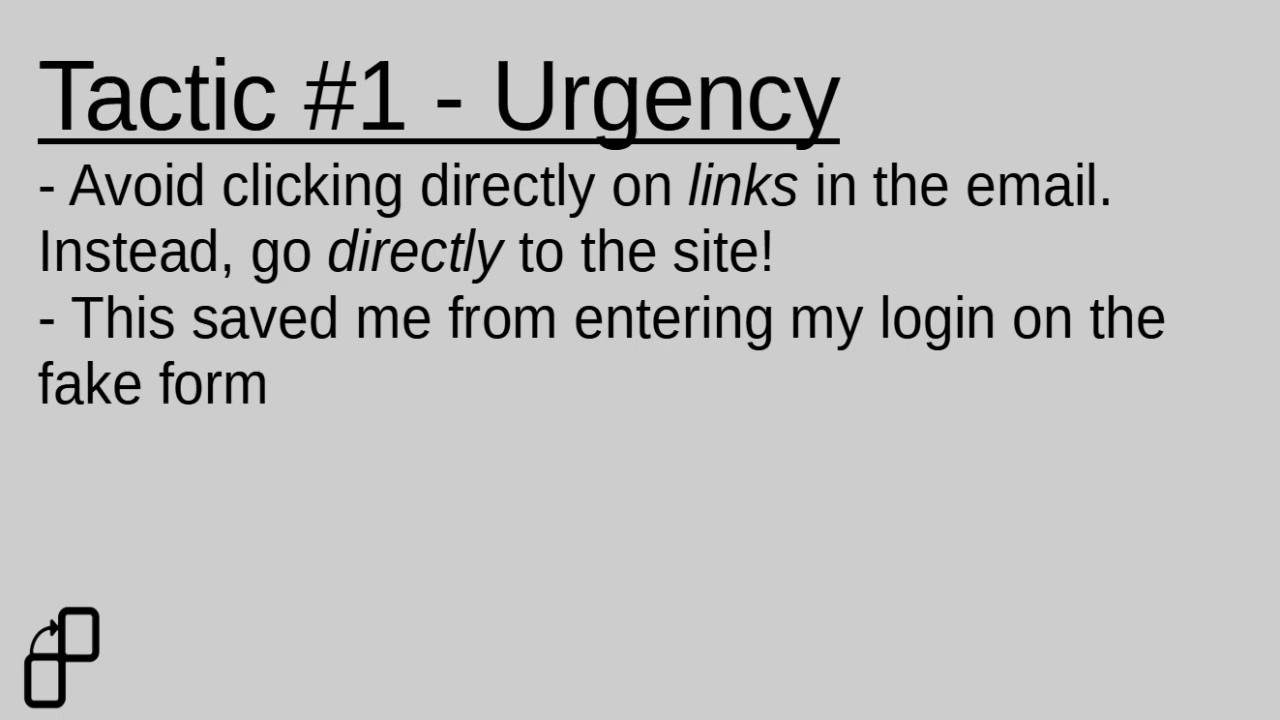 Tactic #1 - Urgency
- Avoid clicking directly on links in the email.
Instead, go directly to the site!
- This saved me from entering my login on the
fake form